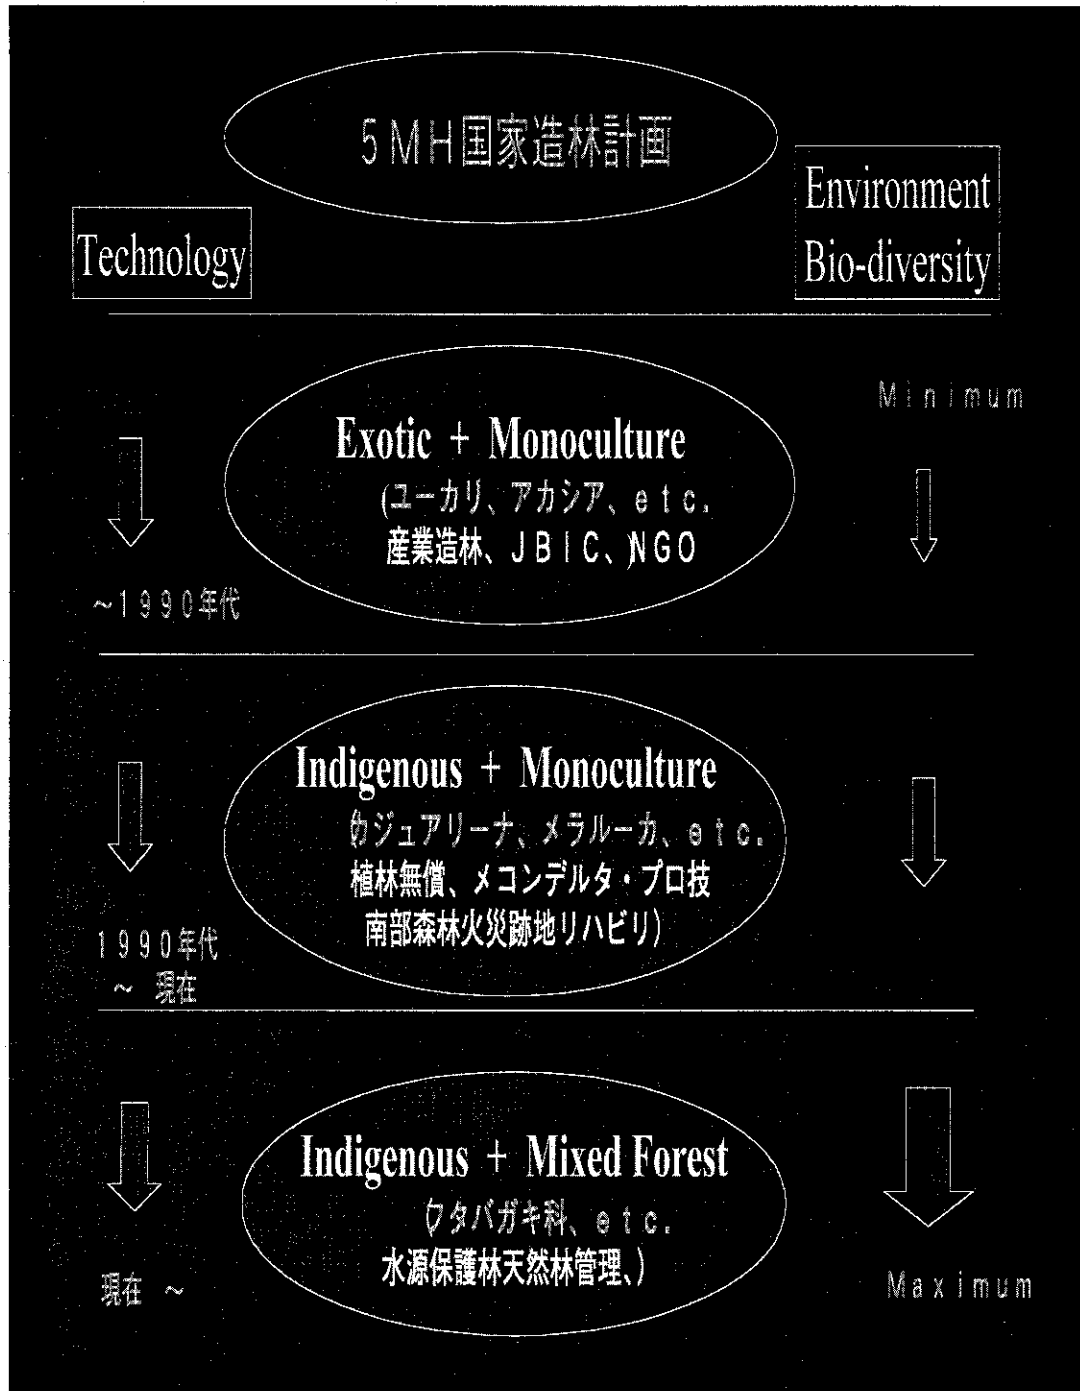 5MH国家造林計画
Environment
Bio-diversity
Technology
Minimum
Exotic + Monoculture
(ユーカリ、アカシア、etc.
産業造林、JBIC、)NGO
～1990年代
Indigenous + Monoculture
(カジュアリーナ、メラルーカ、etc.
植林無償、メコンデルタ・プロ技
南部森林火災跡地リハビリ)
1990年代
～ 現在
Indigenous + Mixed Forest
(フタバガキ科、etc.
水源保護林天然林管理、)
現在 ～
Maximum